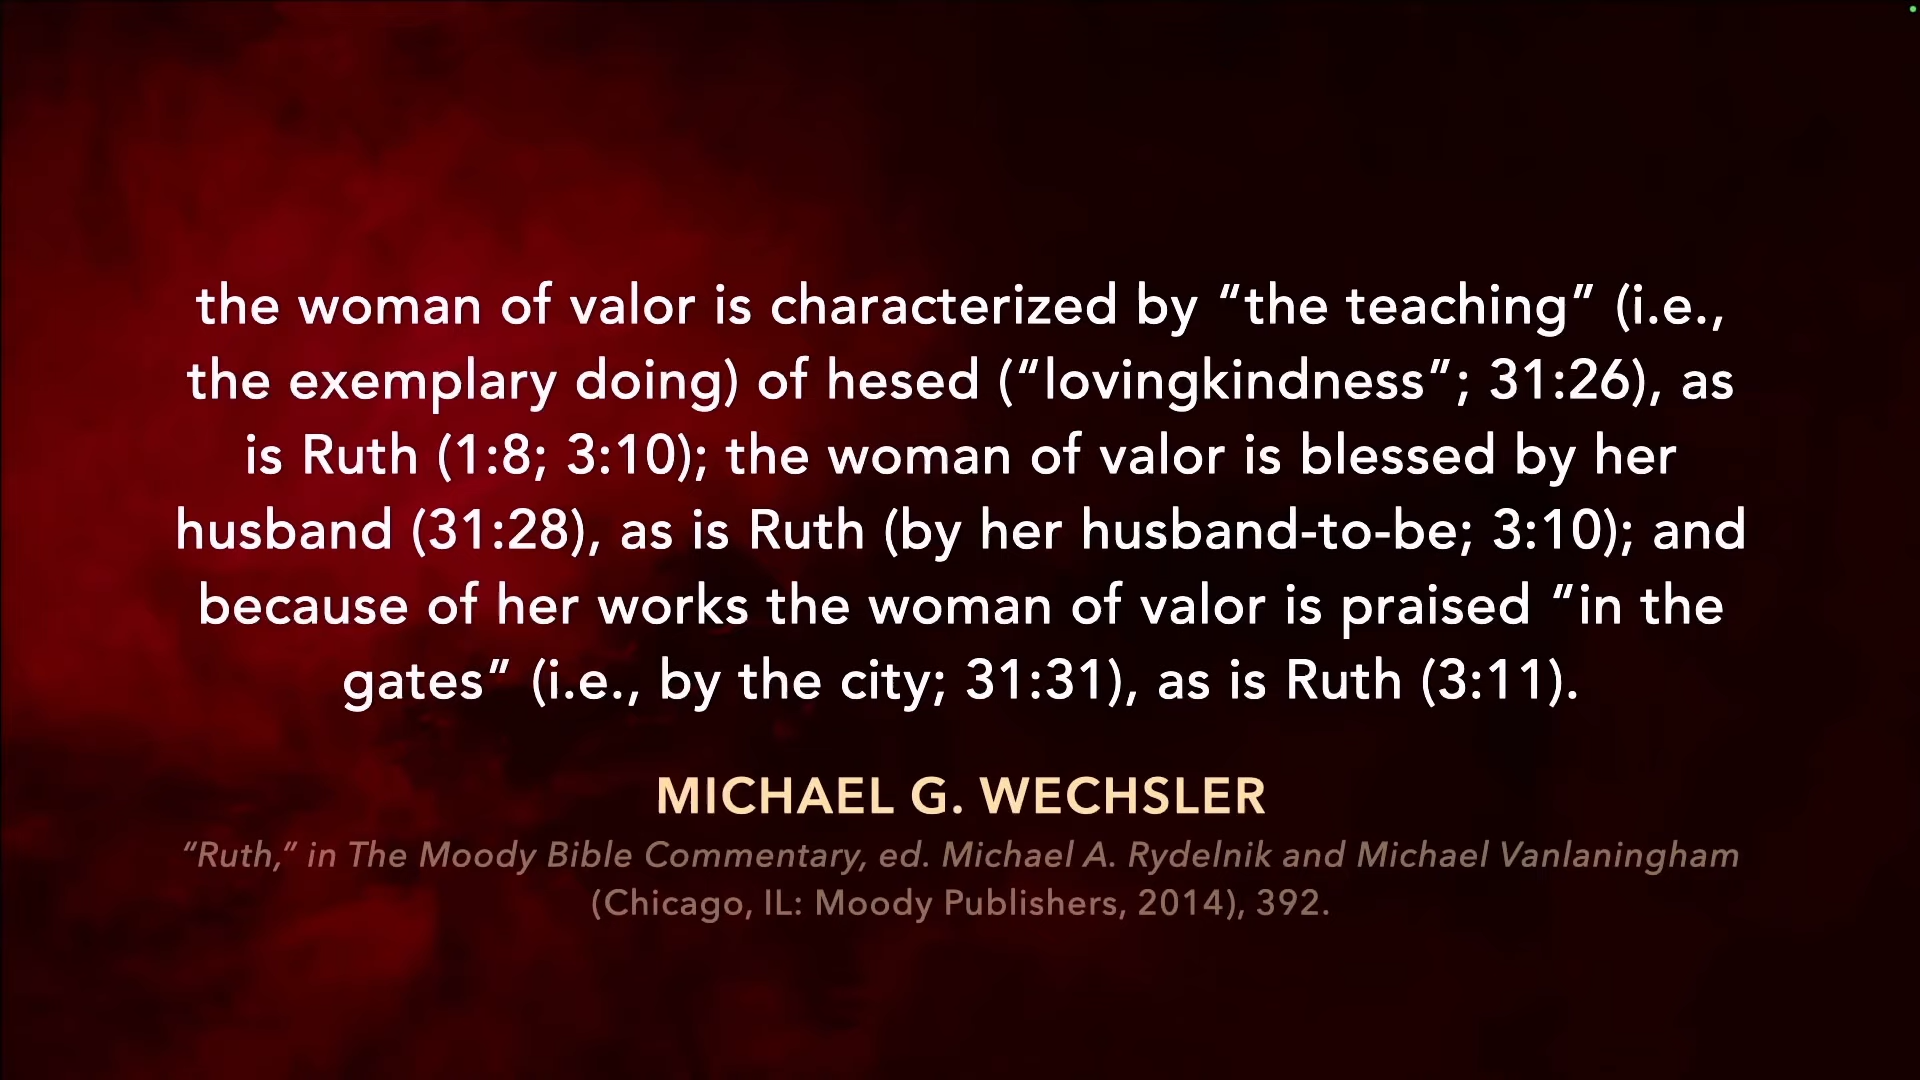 the woman of valor is characterized by “the teaching” (i.e.,
the exemplary doing) of hesed (“lovingkindness”; 31:26), as
is Ruth (1:8; 3:10); the woman of valor is blessed by her
husband (31:28), as is Ruth (by her husband-to-be; 3:10); and
because of her works the woman of valor is praised “in the
gates” (i.e., by the city; 31:31), as is Ruth (3:11).
MICHAEL G. WECHSLER
“Ruth,” in The Moody Bible Commentary, ed. Michael A. Rydelnik and Michael Vanlaningham
(Chicago, IL: Moody Publishers, 2014), 392.